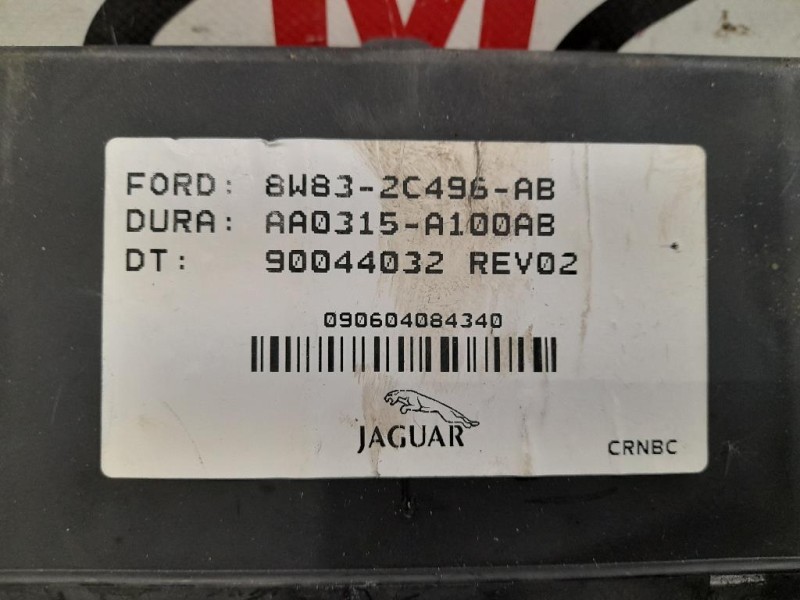 FORD: 8W83-2C496-AB
DURA: AA0315-A100AB
DT: 90044032 REV02
090604084340
JAGUAR
CRNBC